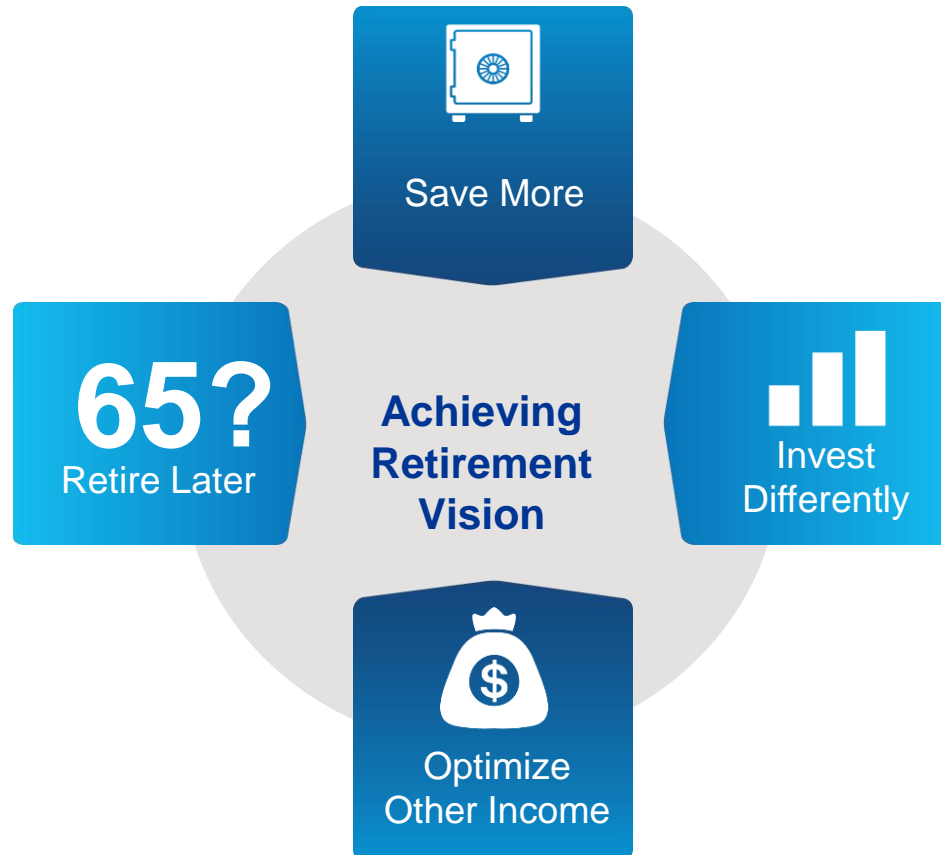 Save More
65?
Retire Later
Achieving
Retirement
Vision
Invest
Differently
$
Optimize
Other Income